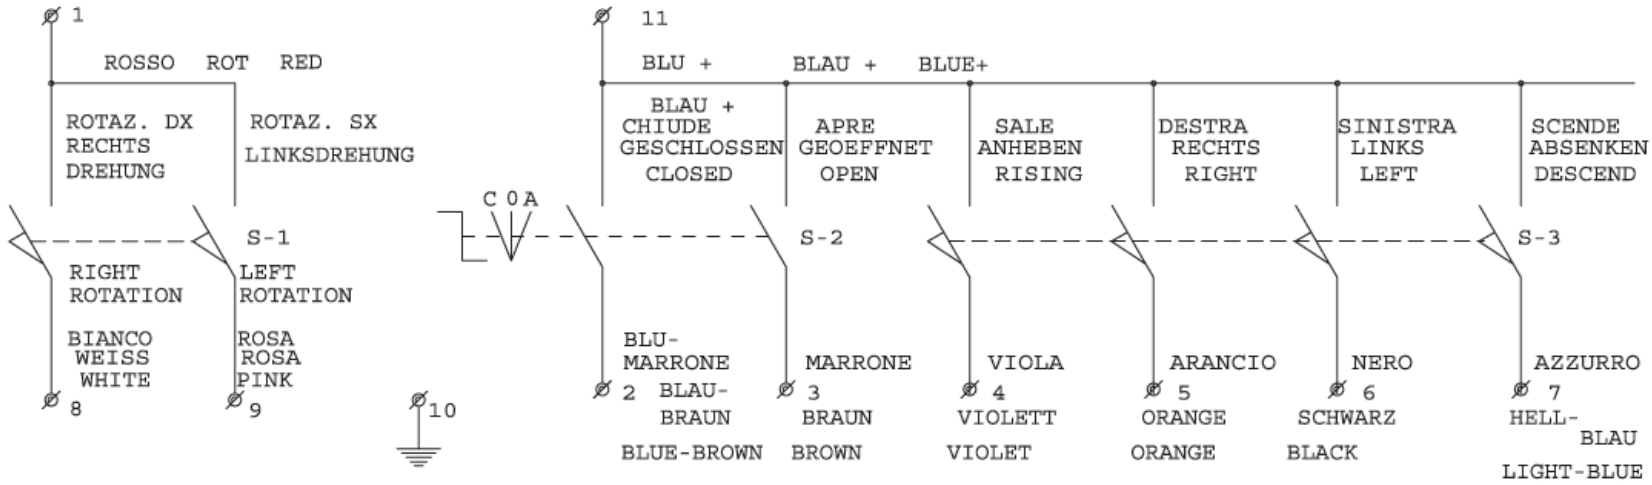 1
11
ROSSO ROT RED
BLU + BLAU + BLUE+
BLAU +
ROTAZ. DX
RECHTS
DREHUNG
ROTAZ. SX
LINKSDREHUNG
CHIUDE
GESCHLOSSEN
CLOSED
APRE
GEOEFFNET
OPEN
SALE
ANHEBEN
RISING
DESTRA
RECHTS
RIGHT
SINISTRA
LINKS
LEFT
SCENDE
ABSENKEN
DESCEND
C 0 A
S-1
S-2
S-3
RIGHT
ROTATION
LEFT
ROTATION
BIANCO
WEISS
WHITE
8
ROSA
ROSA
PINK
9
10
BLU-
MARRONE
2 BLAU-
BRAUN
BLUE-BROWN
MARRONE
3
BRAUN
BROWN
VIOLA
4
VIOLETT
VIOLET
ARANCIO
5
ORANGE
ORANGE
NERO
6
SCHWARZ
BLACK
AZZURRO
7
HELL-
BLAU
LIGHT-BLUE